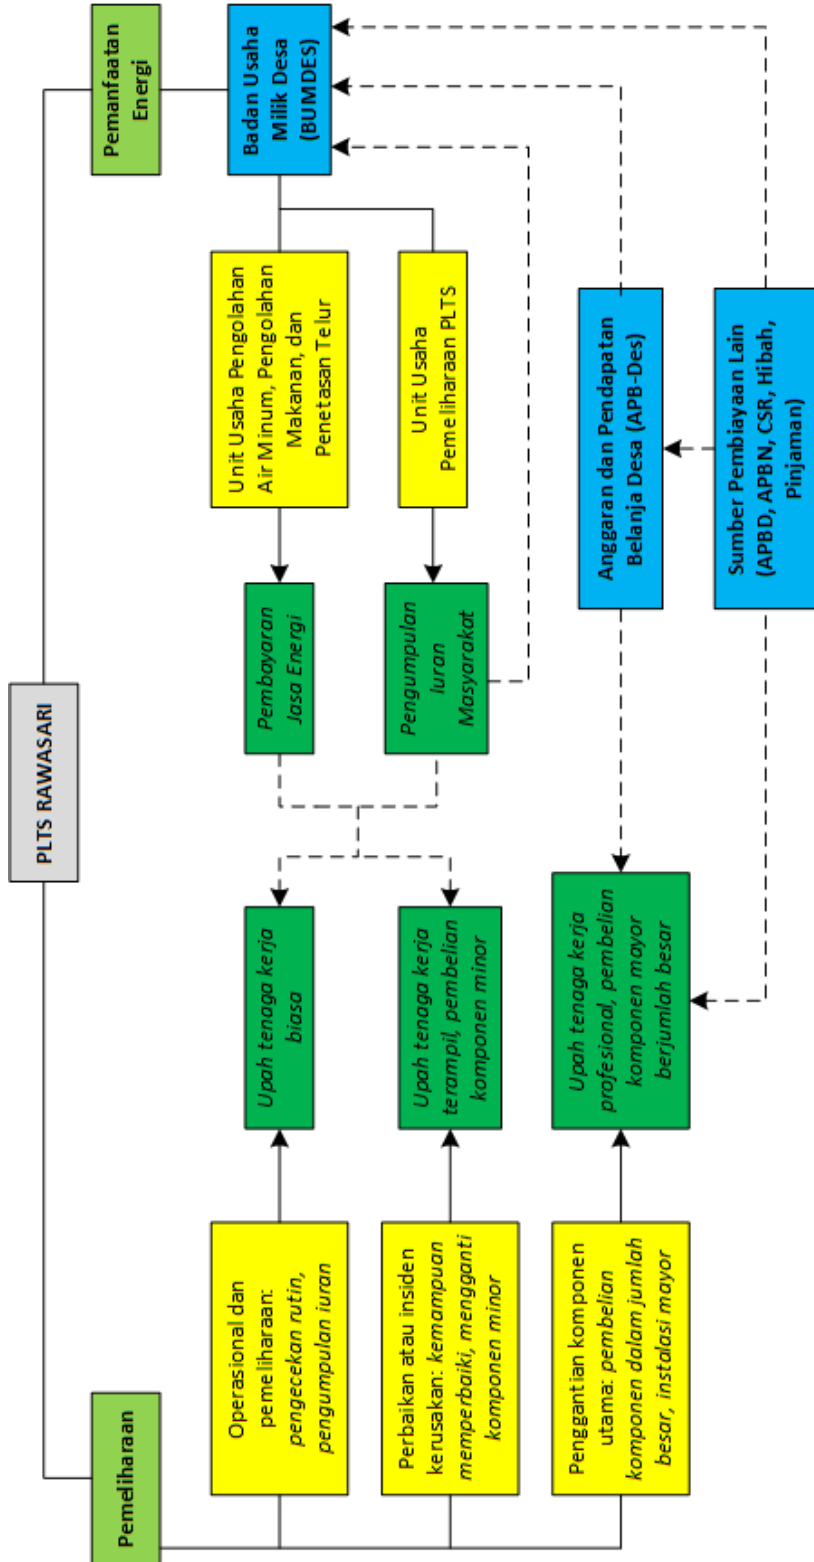 PLTS RAWASARI
Pemeliharaan
Pemanfaatan
Energi
Operasional dan
pemeliharaan:
pengecekan rutin,
pengumpulan iuran
Upah tenaga kerja
biasa
Pembayaran
Jasa Energi
Unit Usaha Pengolahan
Air Minum, Pengolahan
Makanan, dan
Penetasan Telur
Badan Usaha
Milik Desa
(BUMDES)
Perbaikan atau insiden
kerusakan: kemampuan
memperbaiki, mengganti
komponen minor
Upah tenaga kerja
terampil, pembelian
komponen minor
Pengumpulan
Iuran
Masyarakat
Unit Usaha
Pemeliharaan PLTS
Penggantian komponen
utama: pembelian
komponen dalam jumlah
besar, instalasi mayor
Upah tenaga kerja
profesional, pembelian
komponen mayor
berjumlah besar
Anggaran dan Pendapatan
Belanja Desa (APB-Des)
Sumber Pembiayaan Lain
(APBD, APBN, CSR, Hibah,
Pinjaman)